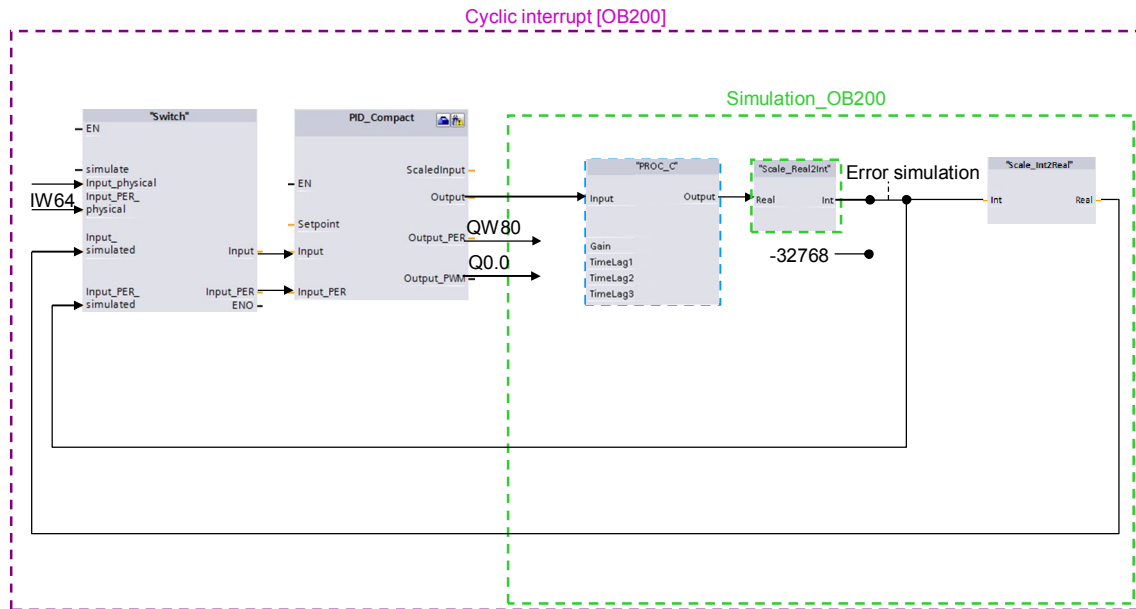 Cyclic interrupt [OB200]
Simulation_OB200
"Switch"
EN
simulate
Input_physical
IW64
Input_PER_
physical
Input_
simulated
Input
Input_PER_
simulated
Input_PER
ENO
PID_Compact
ScaledInput
EN
Output
Setpoint
Output_PER
QW80
Input
Q0.0
Output_PWM
Input_PER
"PROC_C"
Input
Output
Gain
TimeLag1
TimeLag2
TimeLag3
"Scale_Real2Int"
Real
Int
Error simulation
-32768
"Scale_Int2Real"
Int
Real